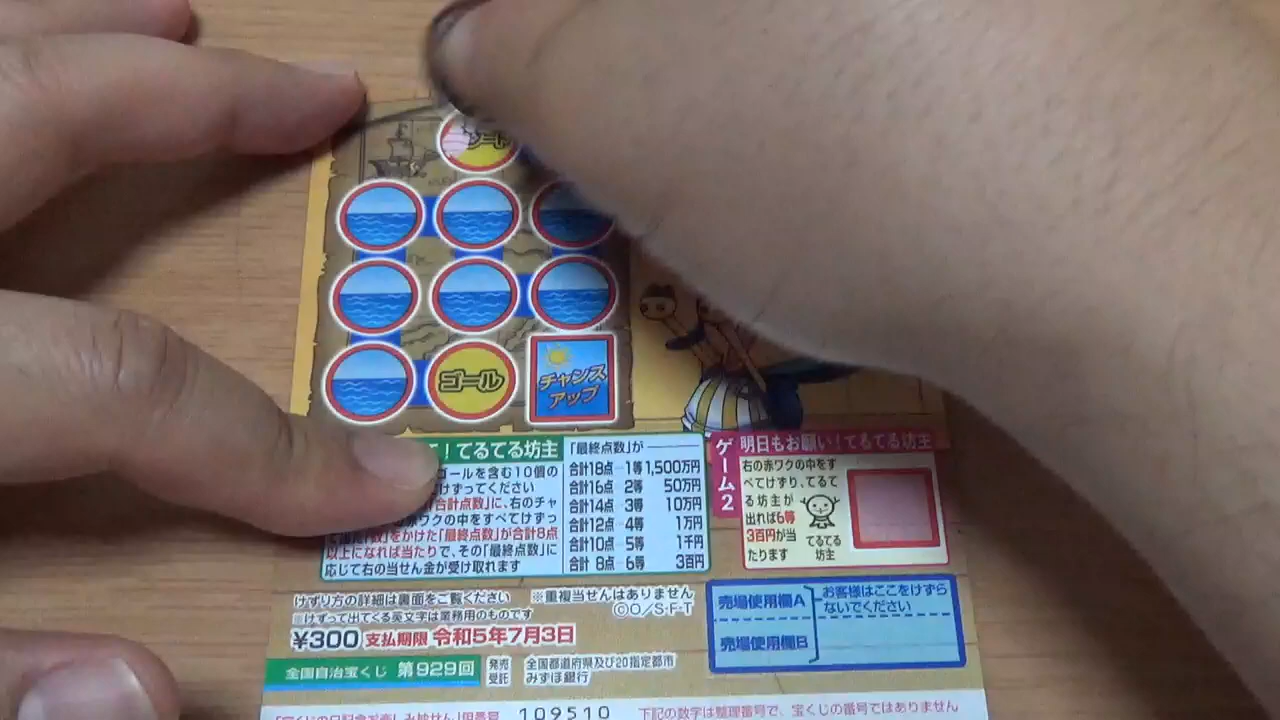 ゴール
チャンス
アップ
！てるてる坊主
ゴールを含む10個の
けずってください
「合計点数」に、右のチャ
の赤ワクの中をすべてけずっ
をかけた「最終点数」が合計8点
以上になれば当たりで、その「最終点数」に
応じて右の当せん金が受け取れます
「最終点数」が
合計18点 1等 1,500万円
合計16点 2等 50万円
合計14点 3等 10万円
合計12点 4等 1万円
合計10点 5等 1千円
合計 8点 6等 3百円
ゲーム2
明日もお願い！てるてる坊主
右の赤ワクの中をす
べてけずり、てるて
る坊主が
出れば6等
3百円が当
たります
てるてる
坊主
けずり方の詳細は裏面をご覧ください ※重複当せんはありません
※けずって出てくる英文字は業務用のものです ©O/S・F・T
¥300 支払期限 令和5年7月3日
売場使用欄A
売場使用欄B
お客様はここをけずら
ないでください
全国自治宝くじ 第929回
発売 全国都道府県及び20指定都市
受託 みずほ銀行
109510 下記の数字は整理番号で、宝くじの番号ではありません